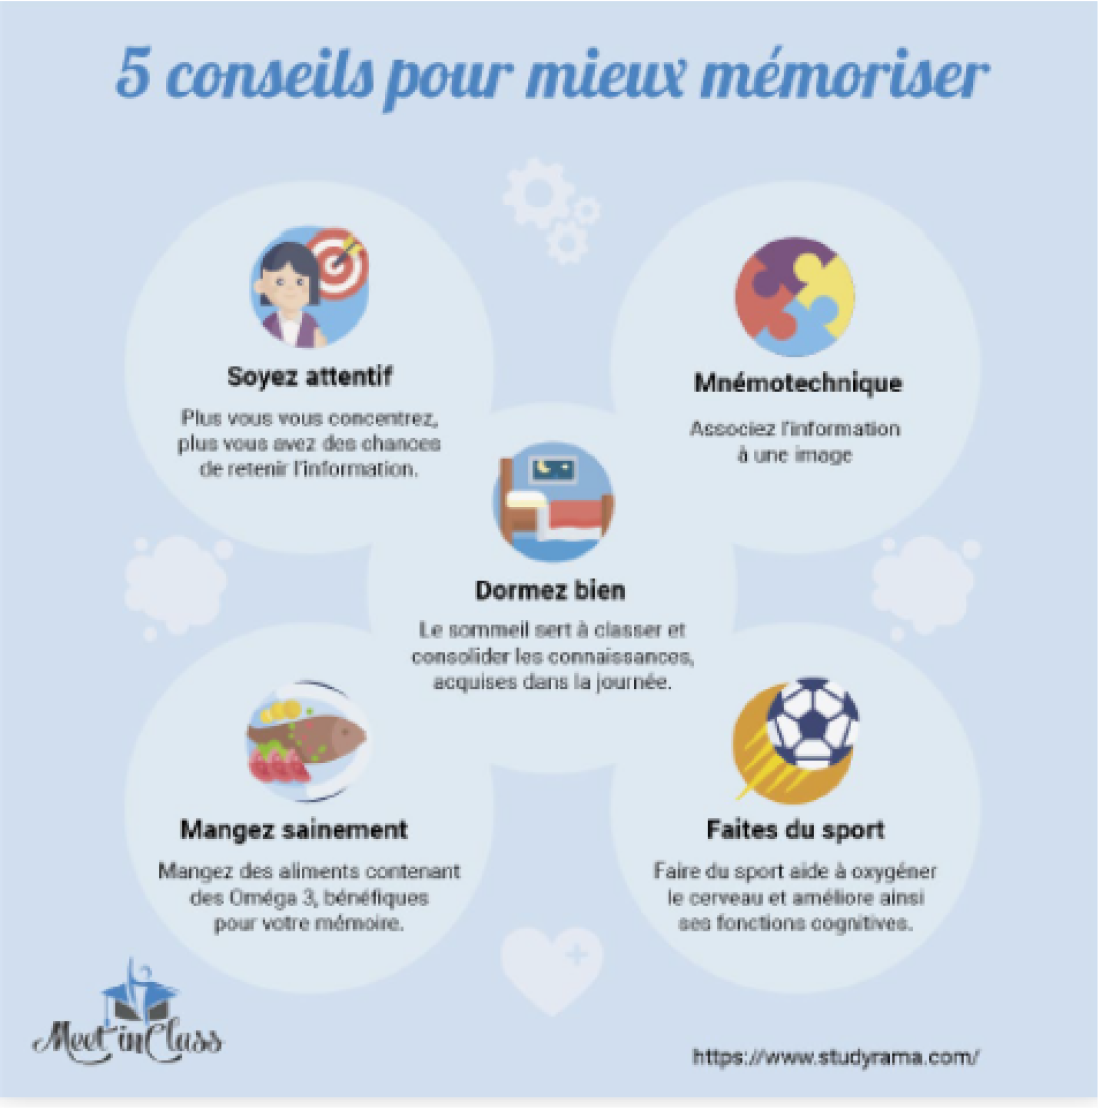 5 conseils pour mieux mémoriser
Soyez attentif
Plus vous vous concentrez,
plus vous avez des chances
de retenir l'information.
Mnémotechnique
Associez l'information
à une image
Dormez bien
Le sommeil sert à classer et
consolider les connaissances,
acquises dans la journée.
Mangez sainement
Mangez des aliments contenant
des Oméga 3, bénéfiques
pour votre mémoire.
Faites du sport
Faire du sport aide à oxygéner
le cerveau et améliore ainsi
ses fonctions cognitives.
Meet in Class
https://www.studyrama.com/